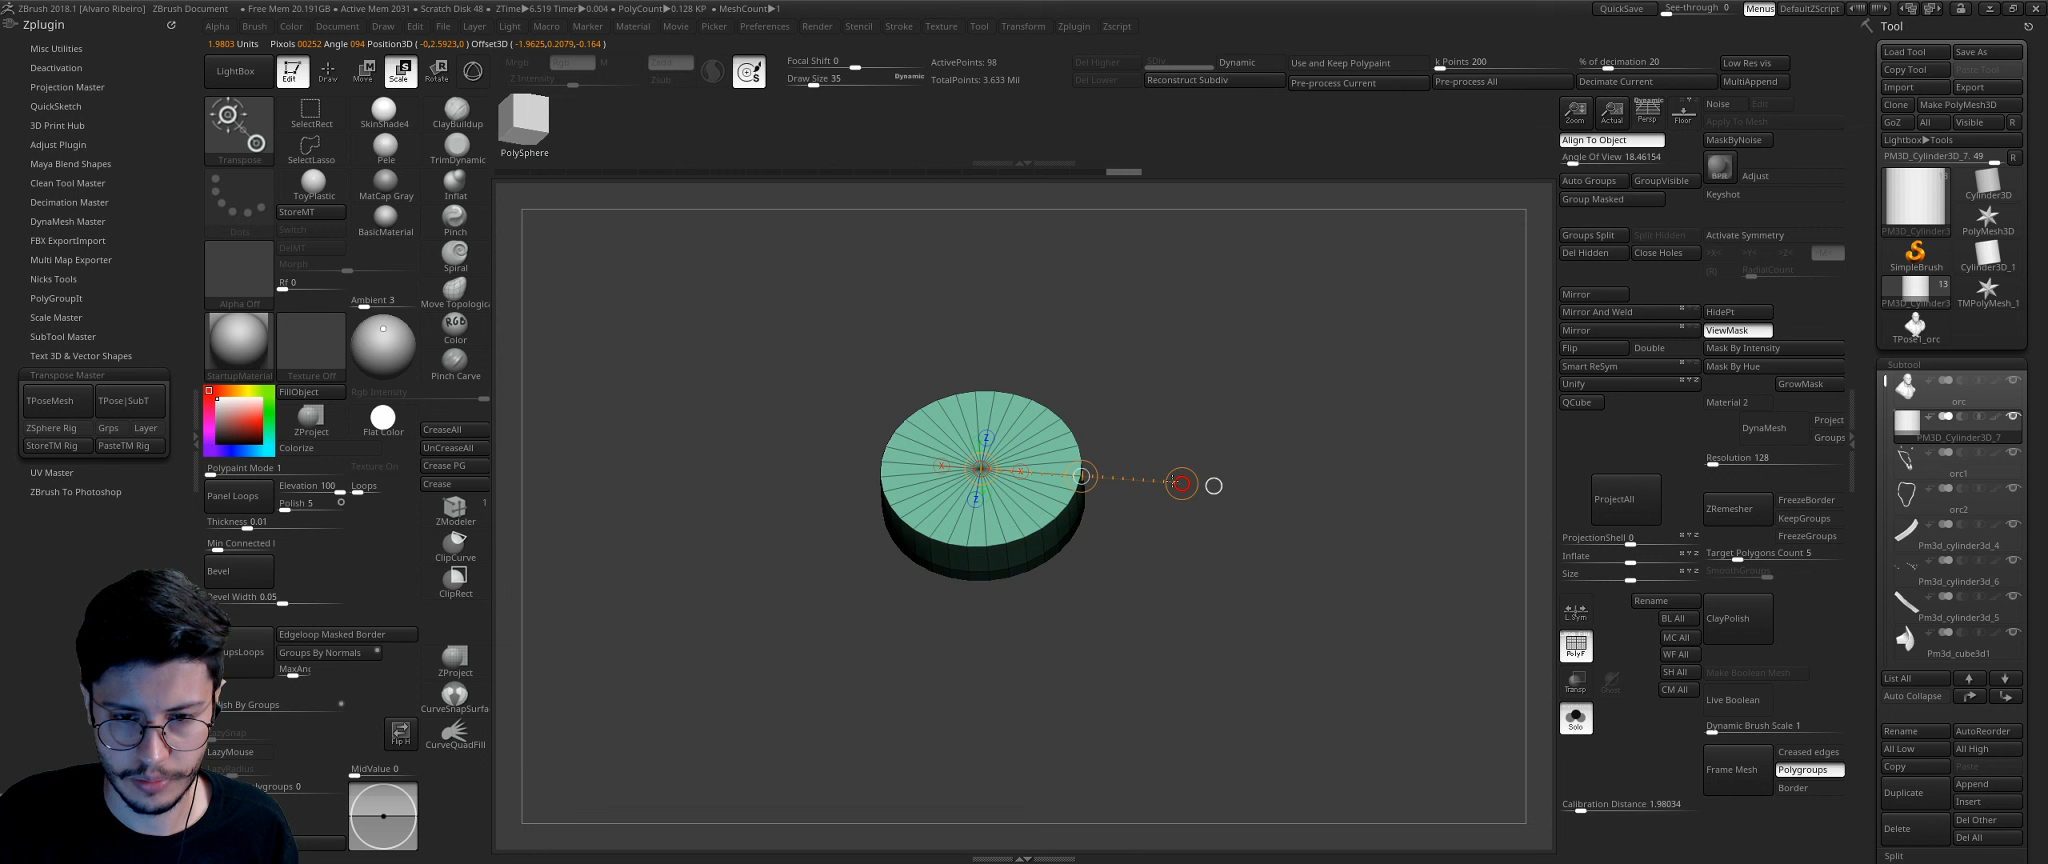 ZBrush 2018.1 [Alvaro Ribeiro] ZBrush Document • Free Mem 20.191GB • Active Mem 2031 • Scratch Disk 48 • ZTime▶6.519 Timer▶0.004 • PolyCount▶0.128 KP • MeshCount▶1 QuickSave See-through 0 Menus DefaultZScript
Zplugin
Alpha Brush Color Document Draw Edit File Layer Light Macro Marker Material Movie Picker Preferences Render Stencil Stroke Texture Tool Transform Zplugin Zscript
Tool
1.9803 Units Pixols 00252 Angle 094 Position3D ( -0,2.5923,0 ) Offset3D ( -1.9625,0.2079,-0.164 )
Misc Utilities
Deactivation
Projection Master
QuickSketch
3D Print Hub
Adjust Plugin
Maya Blend Shapes
Clean Tool Master
Decimation Master
DynaMesh Master
FBX ExportImport
Multi Map Exporter
Nicks Tools
PolyGroupIt
Scale Master
SubTool Master
Text 3D & Vector Shapes
Transpose Master
TPoseMesh TPose|SubT
ZSphere Rig Grps Layer
StoreTM Rig PasteTM Rig
UV Master
ZBrush To Photoshop
LightBox Edit Draw Move Scale Rotate
Mrgb Rgb M Zadd
Z Intensity Zsub
Focal Shift 0
Draw Size 35 Dynamic
ActivePoints: 98
TotalPoints: 3.633 Mil
Del Higher SDiv Dynamic
Del Lower Reconstruct Subdiv
Use and Keep Polypaint k Points 200 % of decimation 20 Low Res vis
Pre-process Current Pre-process All Decimate Current MultiAppend
Transpose SelectRect SkinShade4 ClayBuildup
SelectLasso Pele TrimDynamic
Dots ToyPlastic MatCap Gray Inflat
StoreMT
Switch BasicMaterial Pinch
DelMT
Morph Spiral
Rf 0
Alpha Off Ambient 3 Move Topologic
Color
StartupMaterial Texture Off Pinch Curve
FillObject Rgb Intensity
ZProject Flat Color CreaseAll
Colorize UnCreaseAll
Polypaint Mode 1 Texture On Crease PG
Panel Loops Elevation 100 Loops Crease
Polish 5
Thickness 0.01 ZModeler 1
Min Connected
Bevel ClipCurve
Bevel Width 0.05 ClipRect
Edgeloop Masked Border
Groups By Normals
ZProject
CurveSnapSurfa
By Groups
LazyMouse Flip H CurveQuadFill
MidValue 0
PolySphere
Z
X X
Z
Zoom Actual Dynamic Persp Floor
Align To Object
Angle Of View 18.46154
Auto Groups GroupVisible
Group Masked
Groups Split Split Hidden
Del Hidden Close Holes
Mirror
Mirror And Weld
Mirror
Flip Double
Smart ReSym
Unify
QCube
ProjectAll
ProjectionShell 0
Inflate
Size
L.Sym Rename
BL All
PolyF MC All
WF All
Transp Ghost SH All
CM All
Solo
Noise Edit
Apply To Mesh
MaskByNoise
BPR Adjust
Keyshot
Activate Symmetry
>X< >Y< >Z< >M<
(R) RadialCount
HidePt
ViewMask
Mask By Intensity
Mask By Hue
GrowMask
Material 2
DynaMesh Project
Groups
Resolution 128
ZRemesher FreezeBorder
KeepGroups
FreezeGroups
Target Polygons Count 5
SmoothGroups
ClayPolish
Make Boolean Mesh
Live Boolean
Dynamic Brush Scale 1
Frame Mesh Creased edges
Polygroups
Border
Calibration Distance 1.98034
Load Tool Save As
Copy Tool Paste Tool
Import Export
Clone Make PolyMesh3D
GoZ All Visible R
Lightbox▶Tools
PM3D_Cylinder3D_7. 49 R
PM3D_Cylinder3 Cylinder3D
PolyMesh3D
SimpleBrush Cylinder3D_1
13
PM3D_Cylinder3 TMPolyMesh_1
TPose1_orc
Subtool
orc
PM3D_Cylinder3D_7
orc1
orc2
Pm3d_cylinder3d_4
Pm3d_cylinder3d_6
Pm3d_cylinder3d_5
Pm3d_cube3d1
List All
Auto Collapse
Rename AutoReorder
All Low All High
Copy Paste
Duplicate Append
Insert
Delete Del Other
Del All
Split